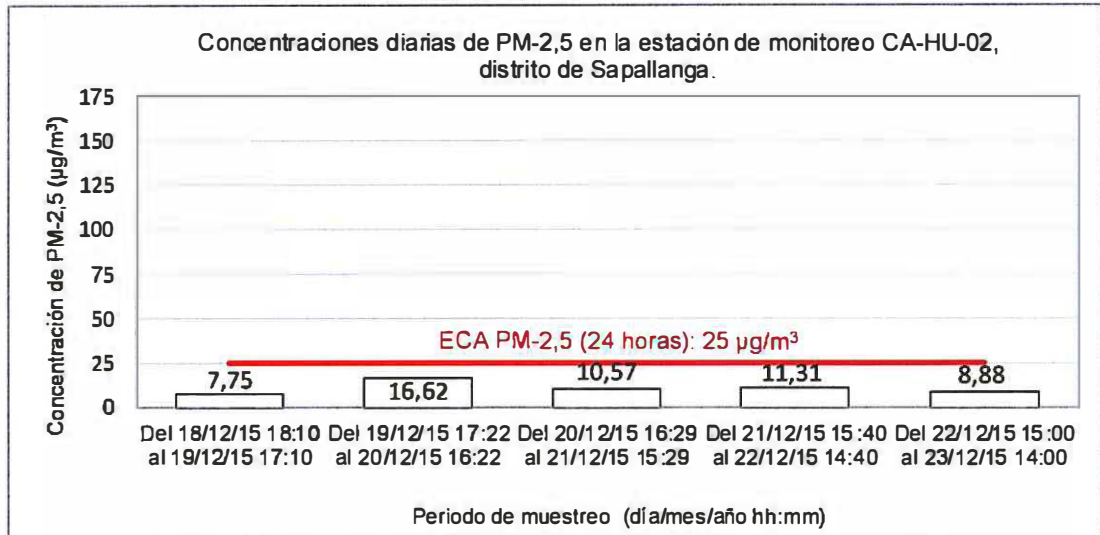 Concentraciones diarias de PM-2,5 en la estación de monitoreo CA-HU-02,
distrito de Sapallanga.
Concentración de PM-2,5 (µg/m³)
175
150
125
100
75
50
25
0
ECA PM-2,5 (24 horas): 25 µg/m³
7,75
16,62
10,57
11,31
8,88
Del 18/12/15 18:10 Del 19/12/15 17:22 Del 20/12/15 16:29 Del 21/12/15 15:40 Del 22/12/15 15:00
al 19/12/15 17:10 al 20/12/15 16:22 al 21/12/15 15:29 al 22/12/15 14:40 al 23/12/15 14:00
Periodo de muestreo (día/mes/año hh:mm)